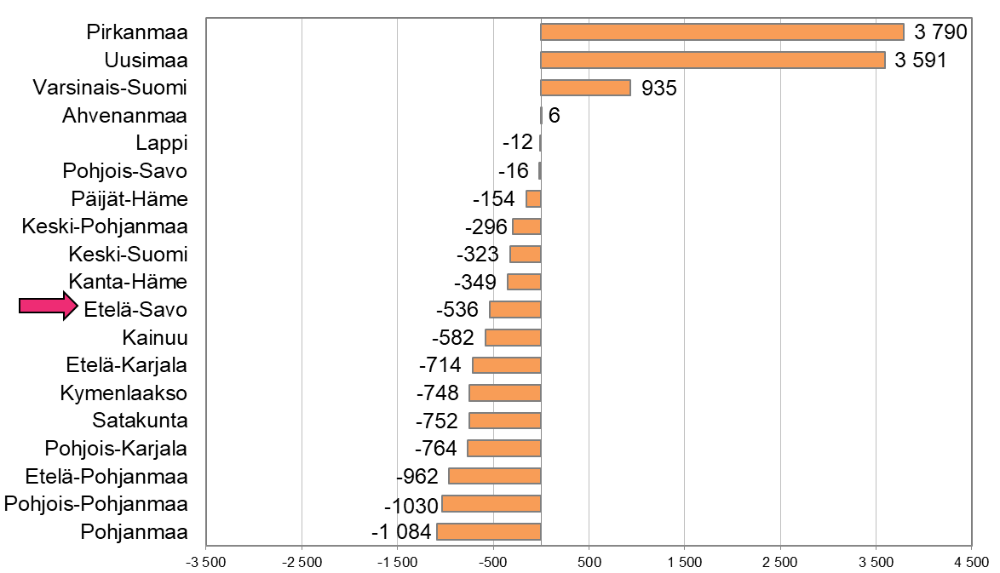 Pirkanmaa 3 790
Uusimaa 3 591
Varsinais-Suomi 935
Ahvenanmaa 6
Lappi -12
Pohjois-Savo -16
Päijät-Häme -154
Keski-Pohjanmaa -296
Keski-Suomi -323
Kanta-Häme -349
Etelä-Savo -536
Kainuu -582
Etelä-Karjala -714
Kymenlaakso -748
Satakunta -752
Pohjois-Karjala -764
Etelä-Pohjanmaa -962
Pohjois-Pohjanmaa -1030
Pohjanmaa -1 084
-3 500 -2 500 -1 500 -500 500 1 500 2 500 3 500 4 500